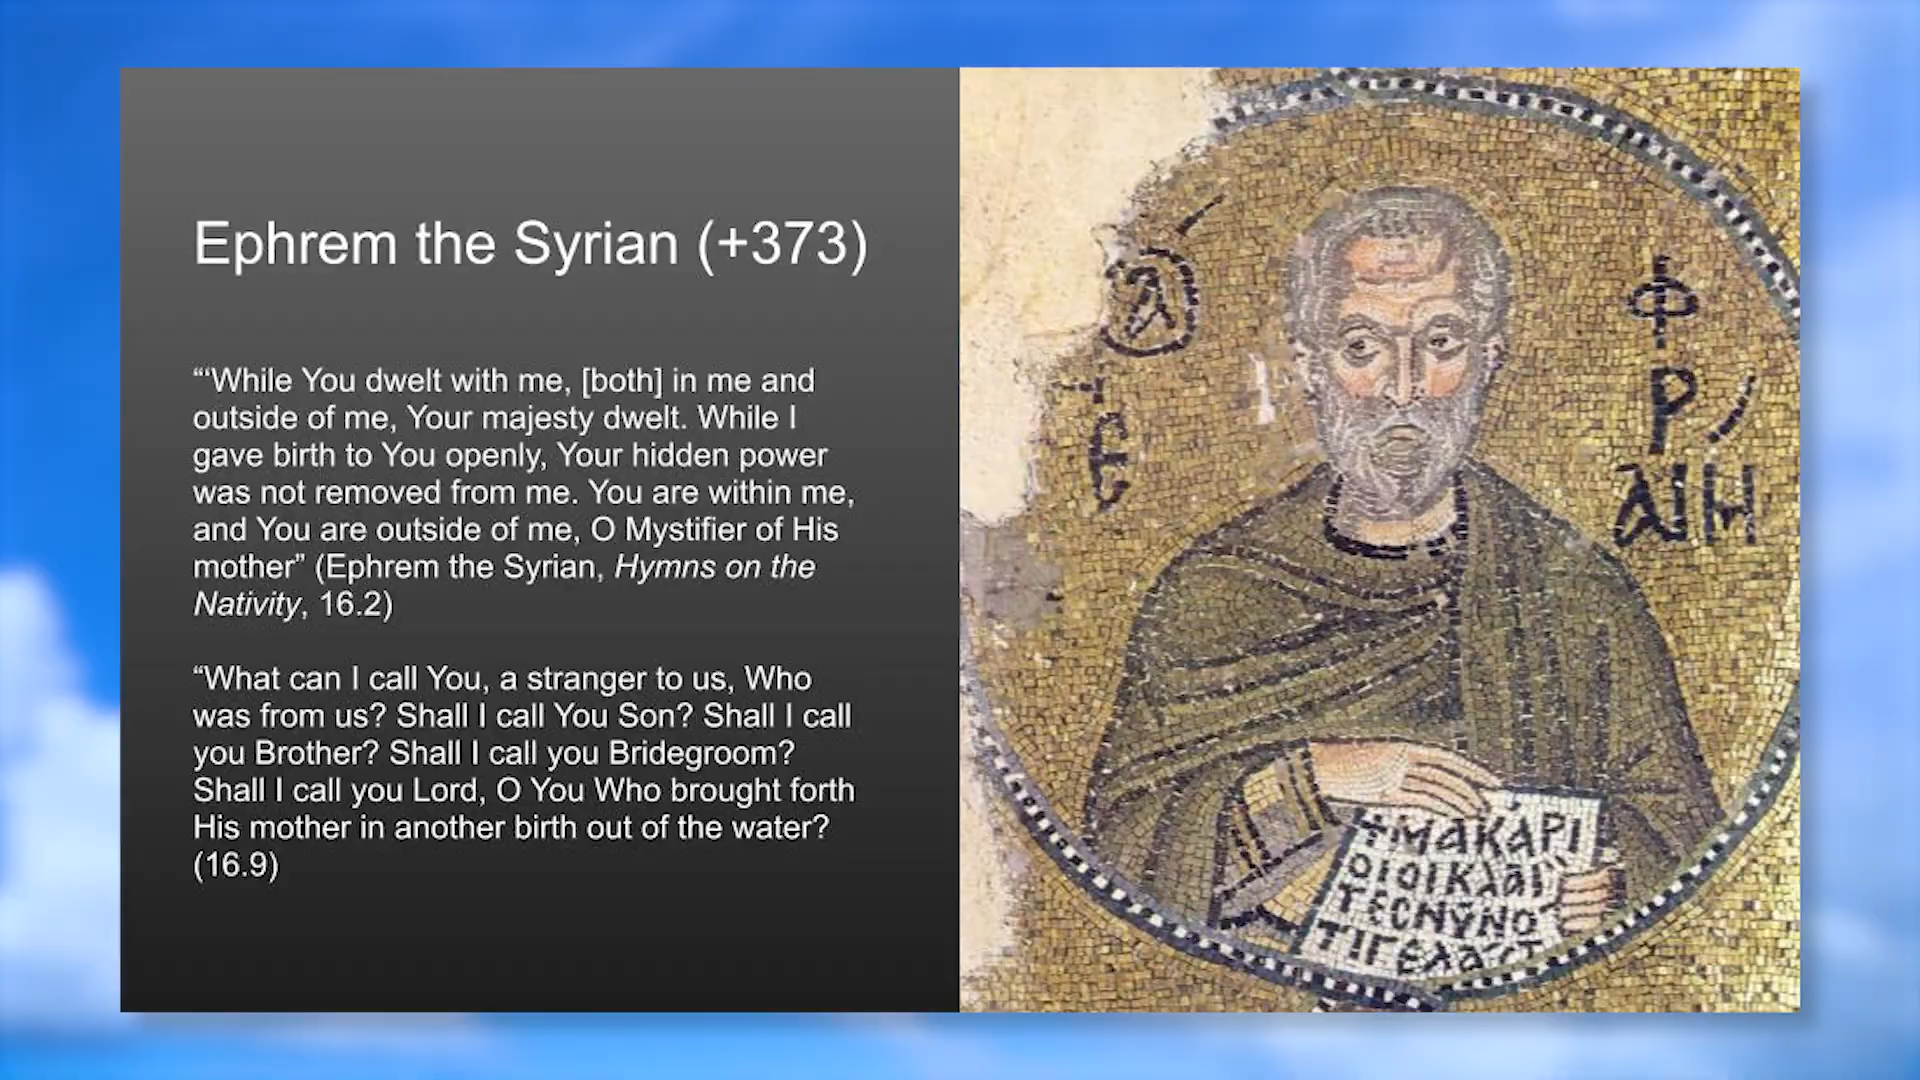 Ephrem the Syrian (+373)
“‘While You dwelt with me, [both] in me and
outside of me, Your majesty dwelt. While I
gave birth to You openly, Your hidden power
was not removed from me. You are within me,
and You are outside of me, O Mystifier of His
mother” (Ephrem the Syrian, Hymns on the
Nativity, 16.2)
“What can I call You, a stranger to us, Who
was from us? Shall I call You Son? Shall I call
you Brother? Shall I call you Bridegroom?
Shall I call you Lord, O You Who brought forth
His mother in another birth out of the water?
(16.9)
Ε
Φ
Ρ
ΑΙΜ
+ΜΑΚΑΡΙ
ΟΙΟΙΚΛΑΙ
ΤΕСΝΥΝΟ
ΤΙΓΕΛΑС